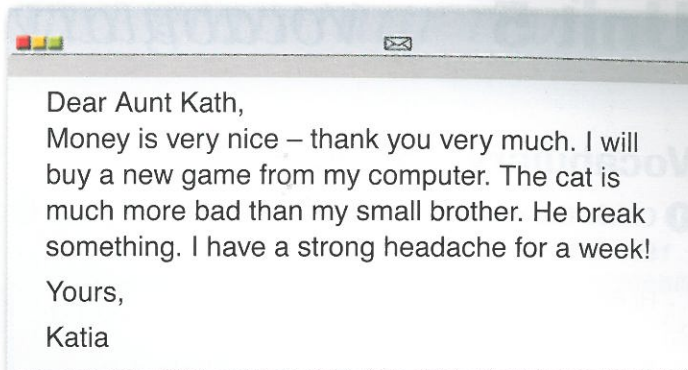 Dear Aunt Kath,
Money is very nice – thank you very much. I will
buy a new game from my computer. The cat is
much more bad than my small brother. He break
something. I have a strong headache for a week!
Yours,
Katia